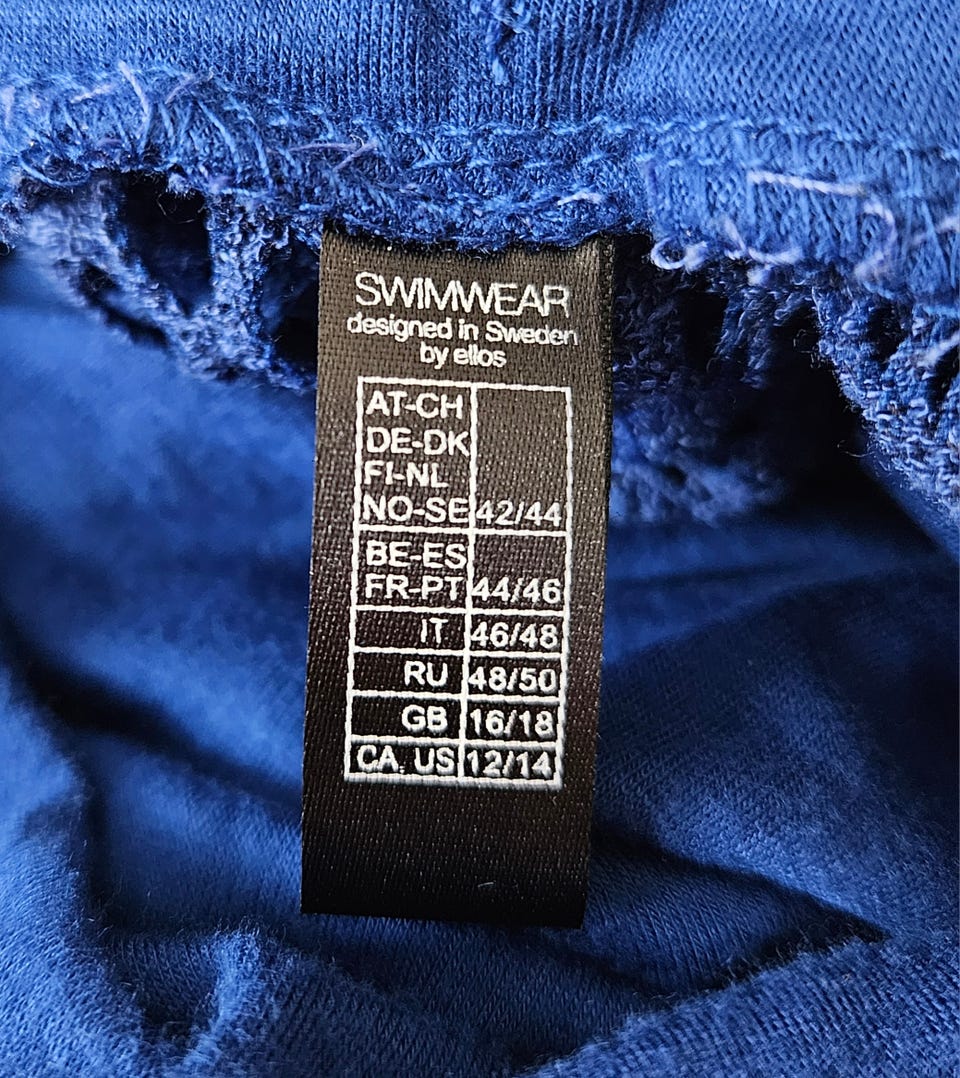 SWIMWEAR
designed in Sweden
by ellos
AT-CH
DE-DK
FI-NL
NO-SE 42/44
BE-ES
FR-PT 44/46
IT 46/48
RU 48/50
GB 16/18
CA, US 12/14